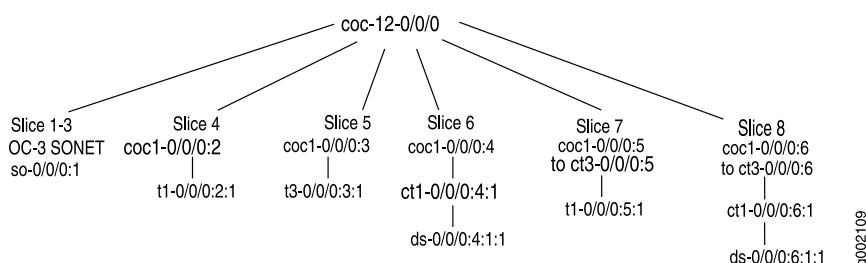 coc-12-0/0/0
Slice 1-3
OC-3 SONET
so-0/0/0:1
Slice 4
coc1-0/0/0:2
t1-0/0/0:2:1
Slice 5
coc1-0/0/0:3
t3-0/0/0:3:1
Slice 6
coc1-0/0/0:4
ct1-0/0/0:4:1
ds-0/0/0:4:1:1
Slice 7
coc1-0/0/0:5
to ct3-0/0/0:5
t1-0/0/0:5:1
Slice 8
coc1-0/0/0:6
to ct3-0/0/0:6
ct1-0/0/0:6:1
ds-0/0/0:6:1:1
g002109